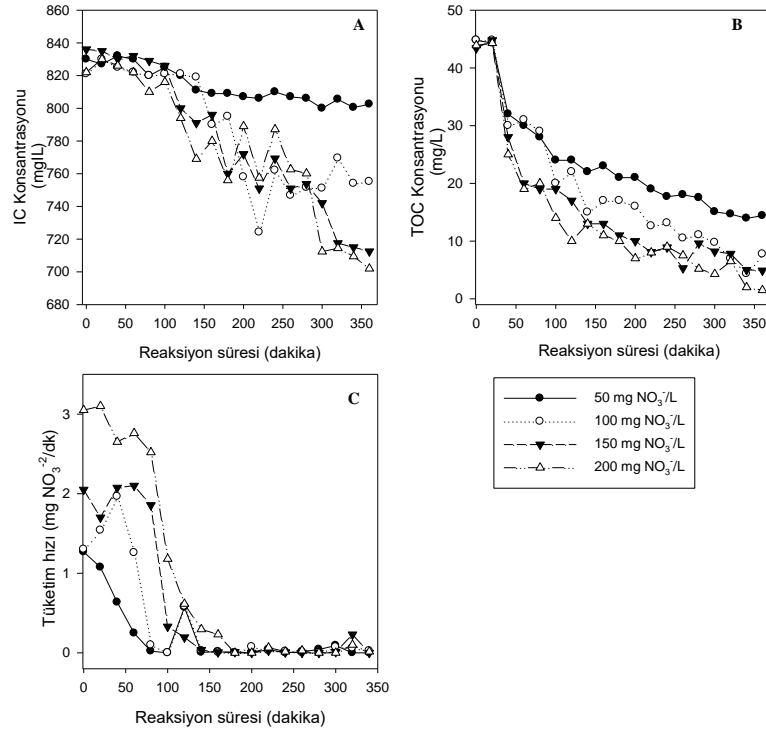 A
860
840
820
800
780
760
740
720
700
680
IC Konsantrasyonu
(mgIL)
0 50 100 150 200 250 300 350
Reaksiyon süresi (dakika)
B
50
40
30
20
10
0
TOC Konsantrasyonu
(mg/L)
0 50 100 150 200 250 300 350
Reaksiyon süresi (dakika)
C
3
2
1
0
Tüketim hızı (mg NO₃⁻²/dk)
0 50 100 150 200 250 300 350
Reaksiyon süresi (dakika)
50 mg NO₃⁻/L
100 mg NO₃⁻/L
150 mg NO₃⁻/L
200 mg NO₃⁻/L